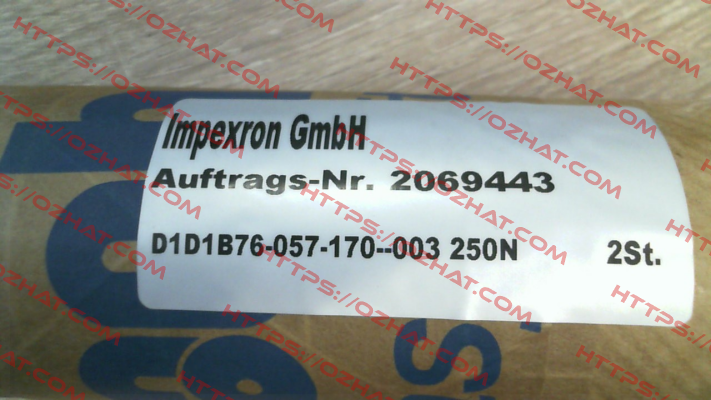 Impexron GmbH
Auftrags-Nr. 2069443
D1D1B76-057-170--003 250N 2St.
HTTPS://OZHAT.COM